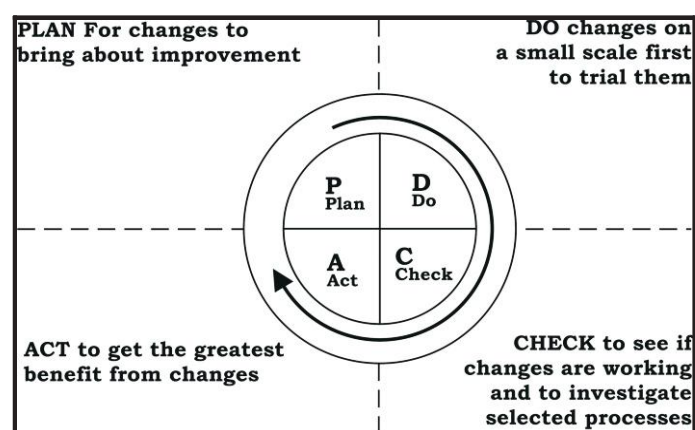 PLAN For changes to
bring about improvement
DO changes on
a small scale first
to trial them
P
Plan
D
Do
A
Act
C
Check
ACT to get the greatest
benefit from changes
CHECK to see if
changes are working
and to investigate
selected processes